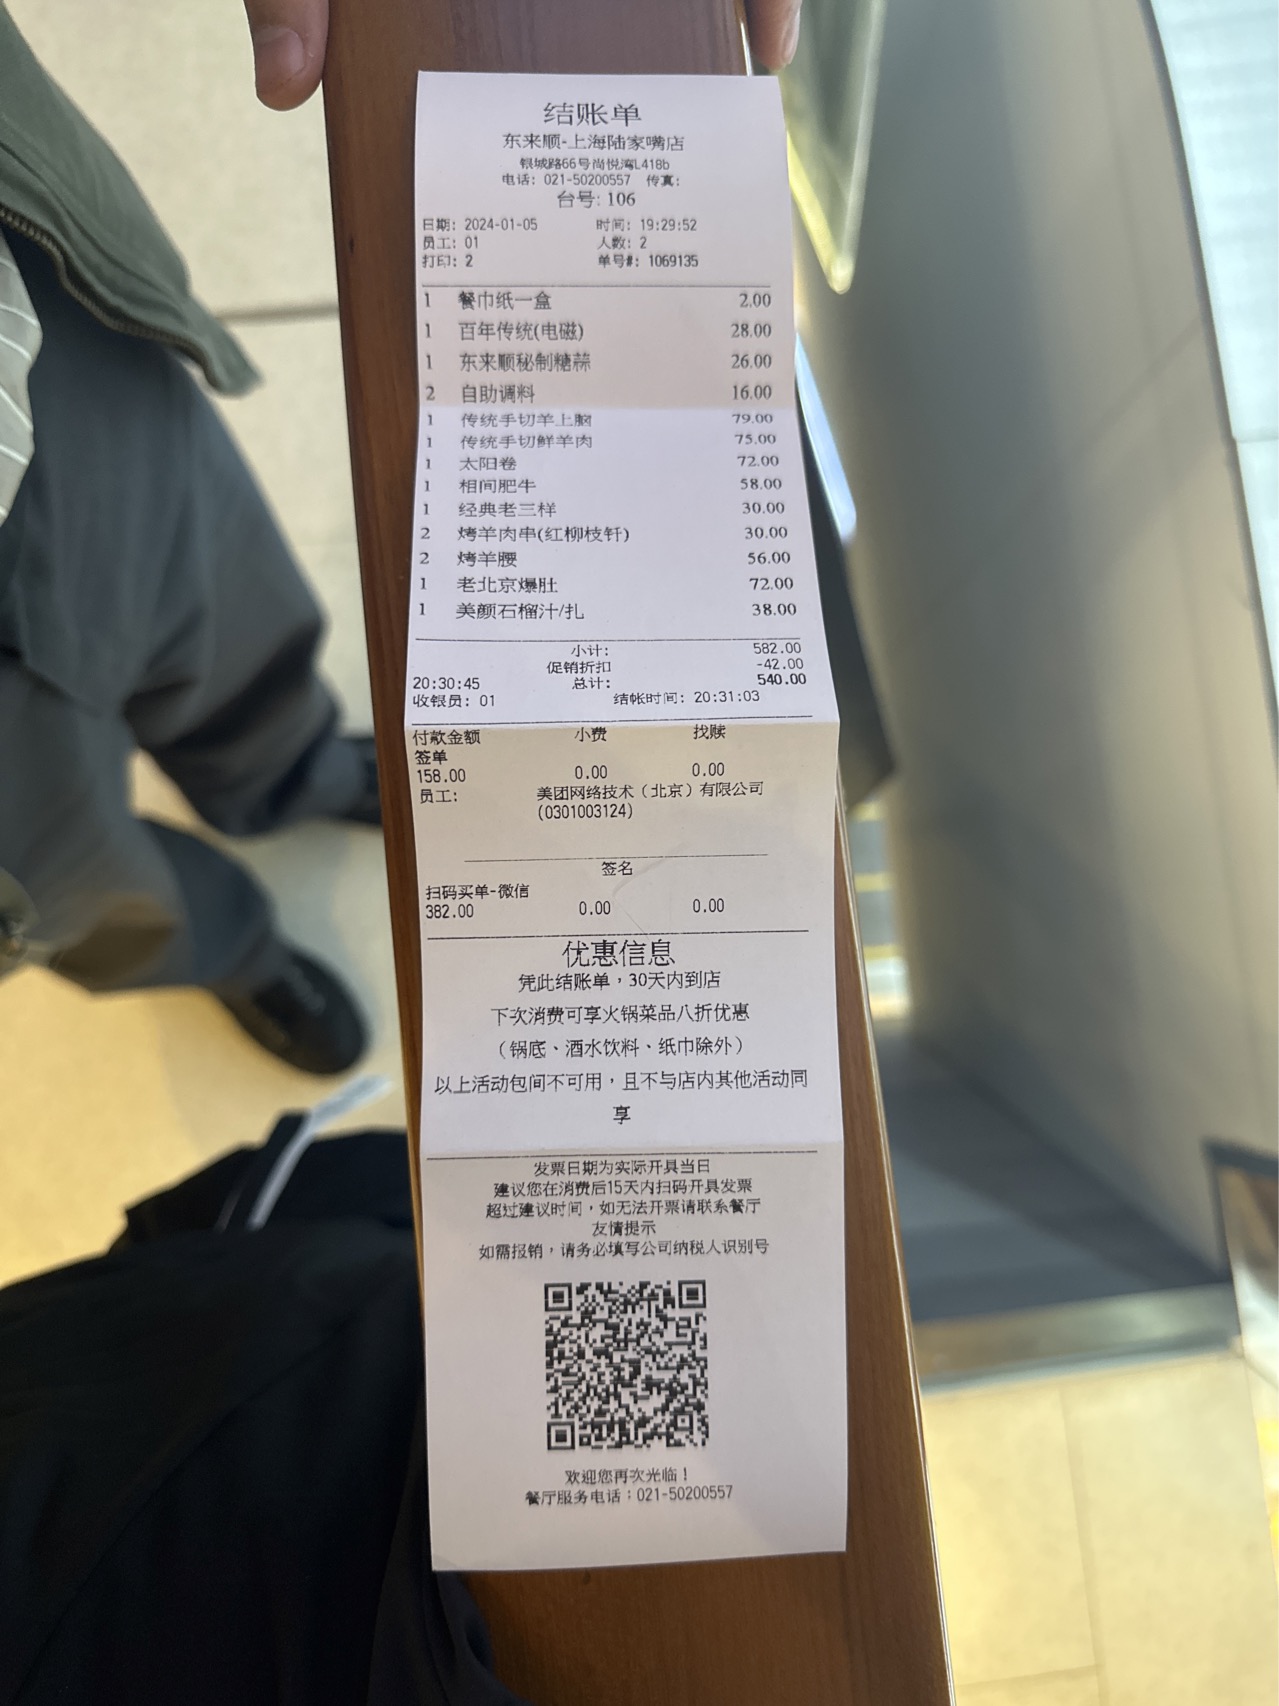 结账单
东来顺-上海陆家嘴店
银城路66号尚悦湾L418b
电话: 021-50200557 传真:
台号: 106
日期: 2024-01-05 时间: 19:29:52
员工: 01 人数: 2
打印: 2 单号#: 1069135
1 餐巾纸一盒 2.00
1 百年传统(电磁) 28.00
1 东来顺秘制糖蒜 26.00
2 自助调料 16.00
1 传统手切羊上脑 79.00
1 传统手切鲜羊肉 75.00
1 太阳卷 72.00
1 相间肥牛 58.00
1 经典老三样 30.00
2 烤羊肉串(红柳枝钎) 30.00
2 烤羊腰 56.00
1 老北京爆肚 72.00
1 美颜石榴汁/扎 38.00
小计: 582.00
促销折扣 -42.00
20:30:45 总计: 540.00
收银员: 01 结帐时间: 20:31:03
付款金额 小费 找赎
签单
158.00 0.00 0.00
员工: 美团网络技术（北京）有限公司
(0301003124)
签名
扫码买单-微信
382.00 0.00 0.00
优惠信息
凭此结账单，30天内到店
下次消费可享火锅菜品八折优惠
（锅底、酒水饮料、纸巾除外）
以上活动包间不可用，且不与店内其他活动同
享
发票日期为实际开具当日
建议您在消费后15天内扫码开具发票
超过建议时间，如无法开票请联系餐厅
友情提示
如需报销，请务必填写公司纳税人识别号
欢迎您再次光临！
餐厅服务电话：021-50200557